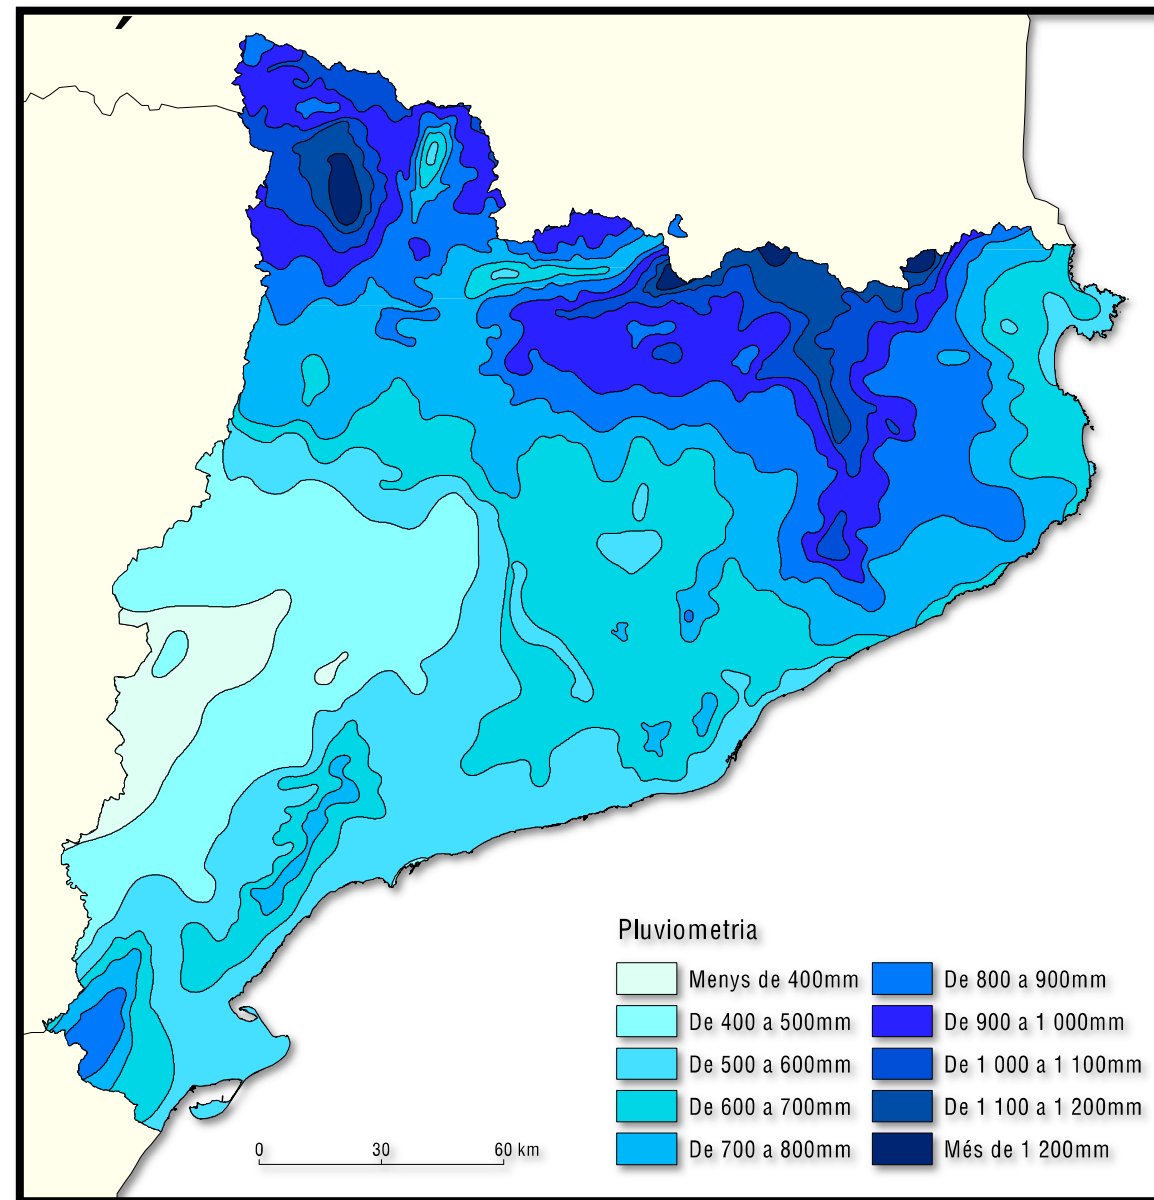 Pluviometria
Menys de 400mm
De 400 a 500mm
De 500 a 600mm
De 600 a 700mm
De 700 a 800mm
De 800 a 900mm
De 900 a 1 000mm
De 1 000 a 1 100mm
De 1 100 a 1 200mm
Més de 1 200mm
0 30 60 km